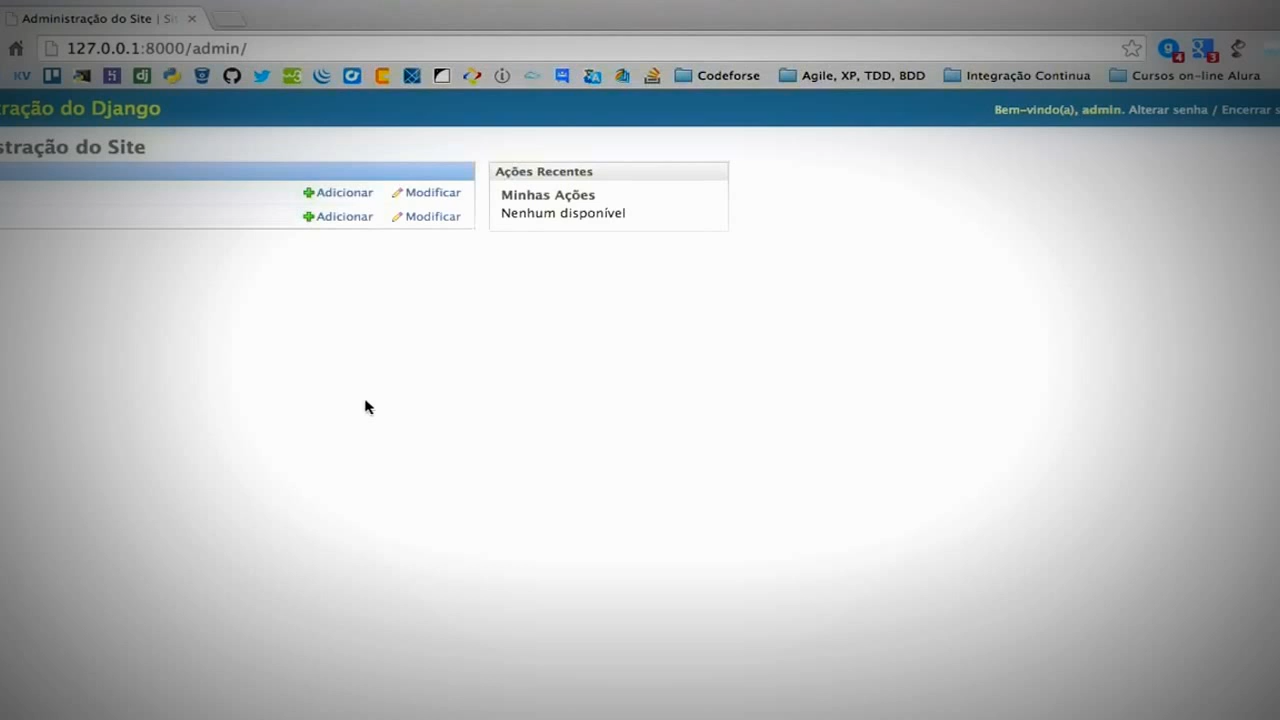 Administração do Site | Sit
127.0.0.1:8000/admin/
KV
Codeforse
Agile, XP, TDD, BDD
Integração Continua
Cursos on-line Alura
tração do Django
Bem-vindo(a), admin. Alterar senha / Encerrar s
stração do Site
Ações Recentes
Adicionar Modificar
Minhas Ações
Nenhum disponível
Adicionar Modificar